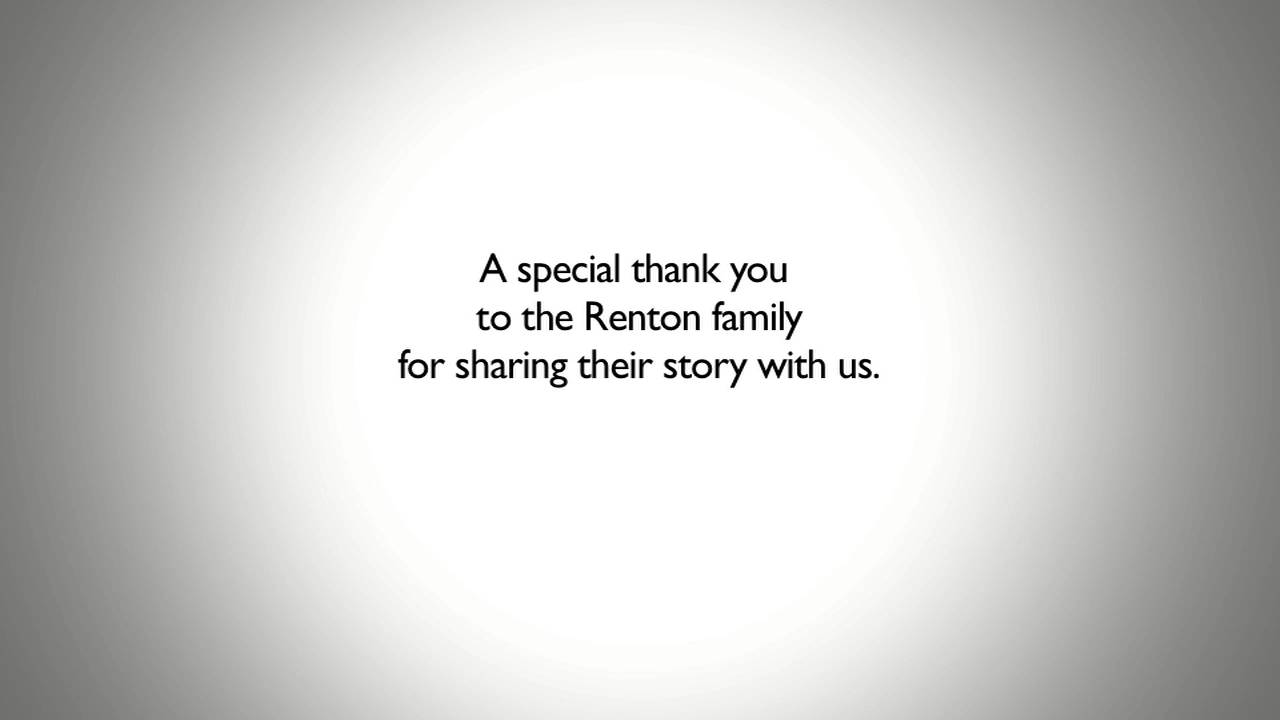 A special thank you
to the Renton family
for sharing their story with us.